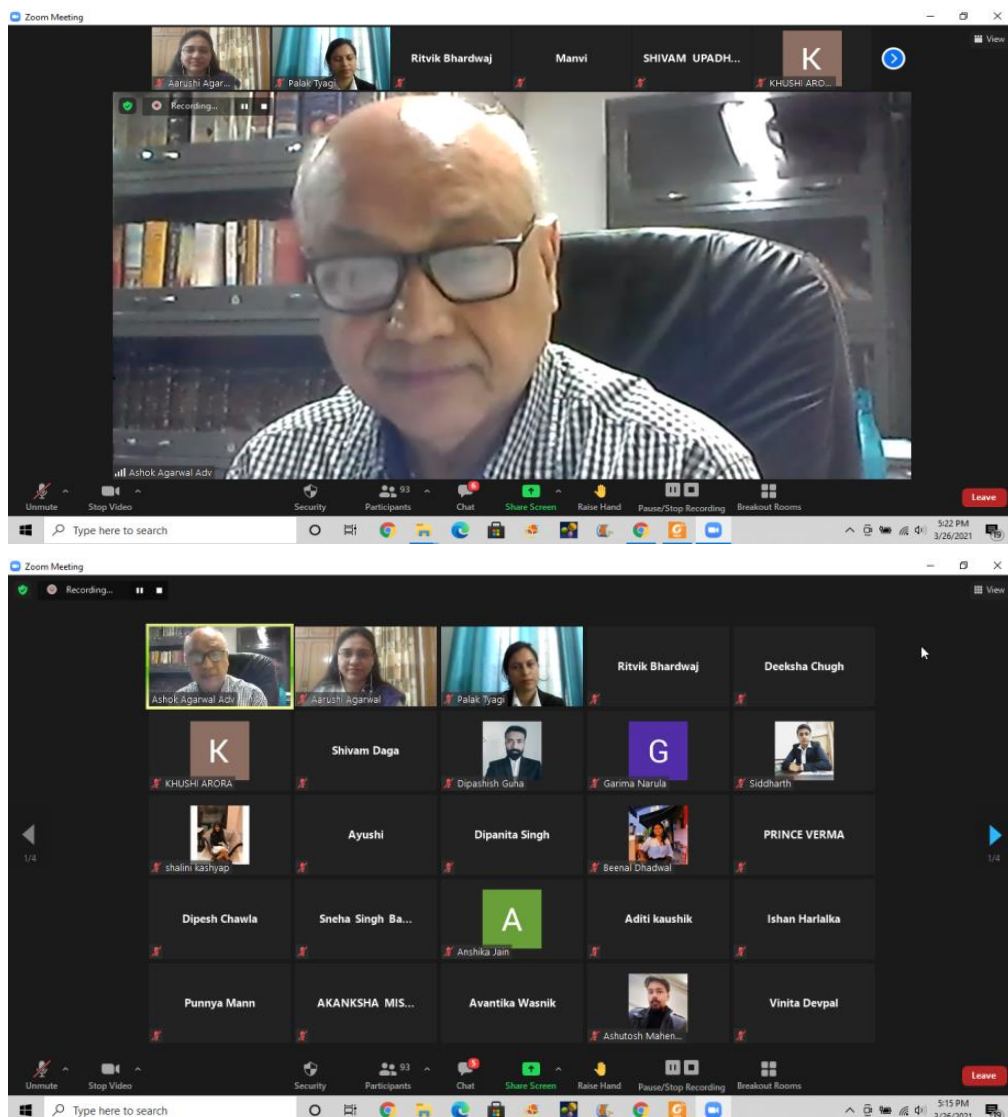 Zoom Meeting
View
Aarushi Agar...
Palak Tyagi
Ritvik Bhardwaj
Manvi
SHIVAM UPADH...
K
KHUSHI ARO...
Recording...
Ashok Agarwal Adv
Unmute
Stop Video
Security
Participants
93
Chat
6
Share Screen
Raise Hand
Pause/Stop Recording
Breakout Rooms
Leave
Type here to search
5:22 PM
3/26/2021
19
Zoom Meeting
Recording...
View
Ashok Agarwal Adv
Aarushi Agarwal
Palak Tyagi
Ritvik Bhardwaj
Deeksha Chugh
K
KHUSHI ARORA
Shivam Daga
Dipashish Guha
G
Garima Narula
Siddharth
shalini kashyap
Ayushi
Dipanita Singh
Beenal Dhadwal
PRINCE VERMA
1/4
1/4
Dipesh Chawla
Sneha Singh Ba...
A
Anshika Jain
Aditi kaushik
Ishan Harlalka
Punnya Mann
AKANKSHA MIS...
Avantika Wasnik
Ashutosh Mahen...
Vinita Devpal
Unmute
Stop Video
Security
Participants
93
Chat
5
Share Screen
Raise Hand
Pause/Stop Recording
Breakout Rooms
Leave
Type here to search
5:15 PM
3/26/2021